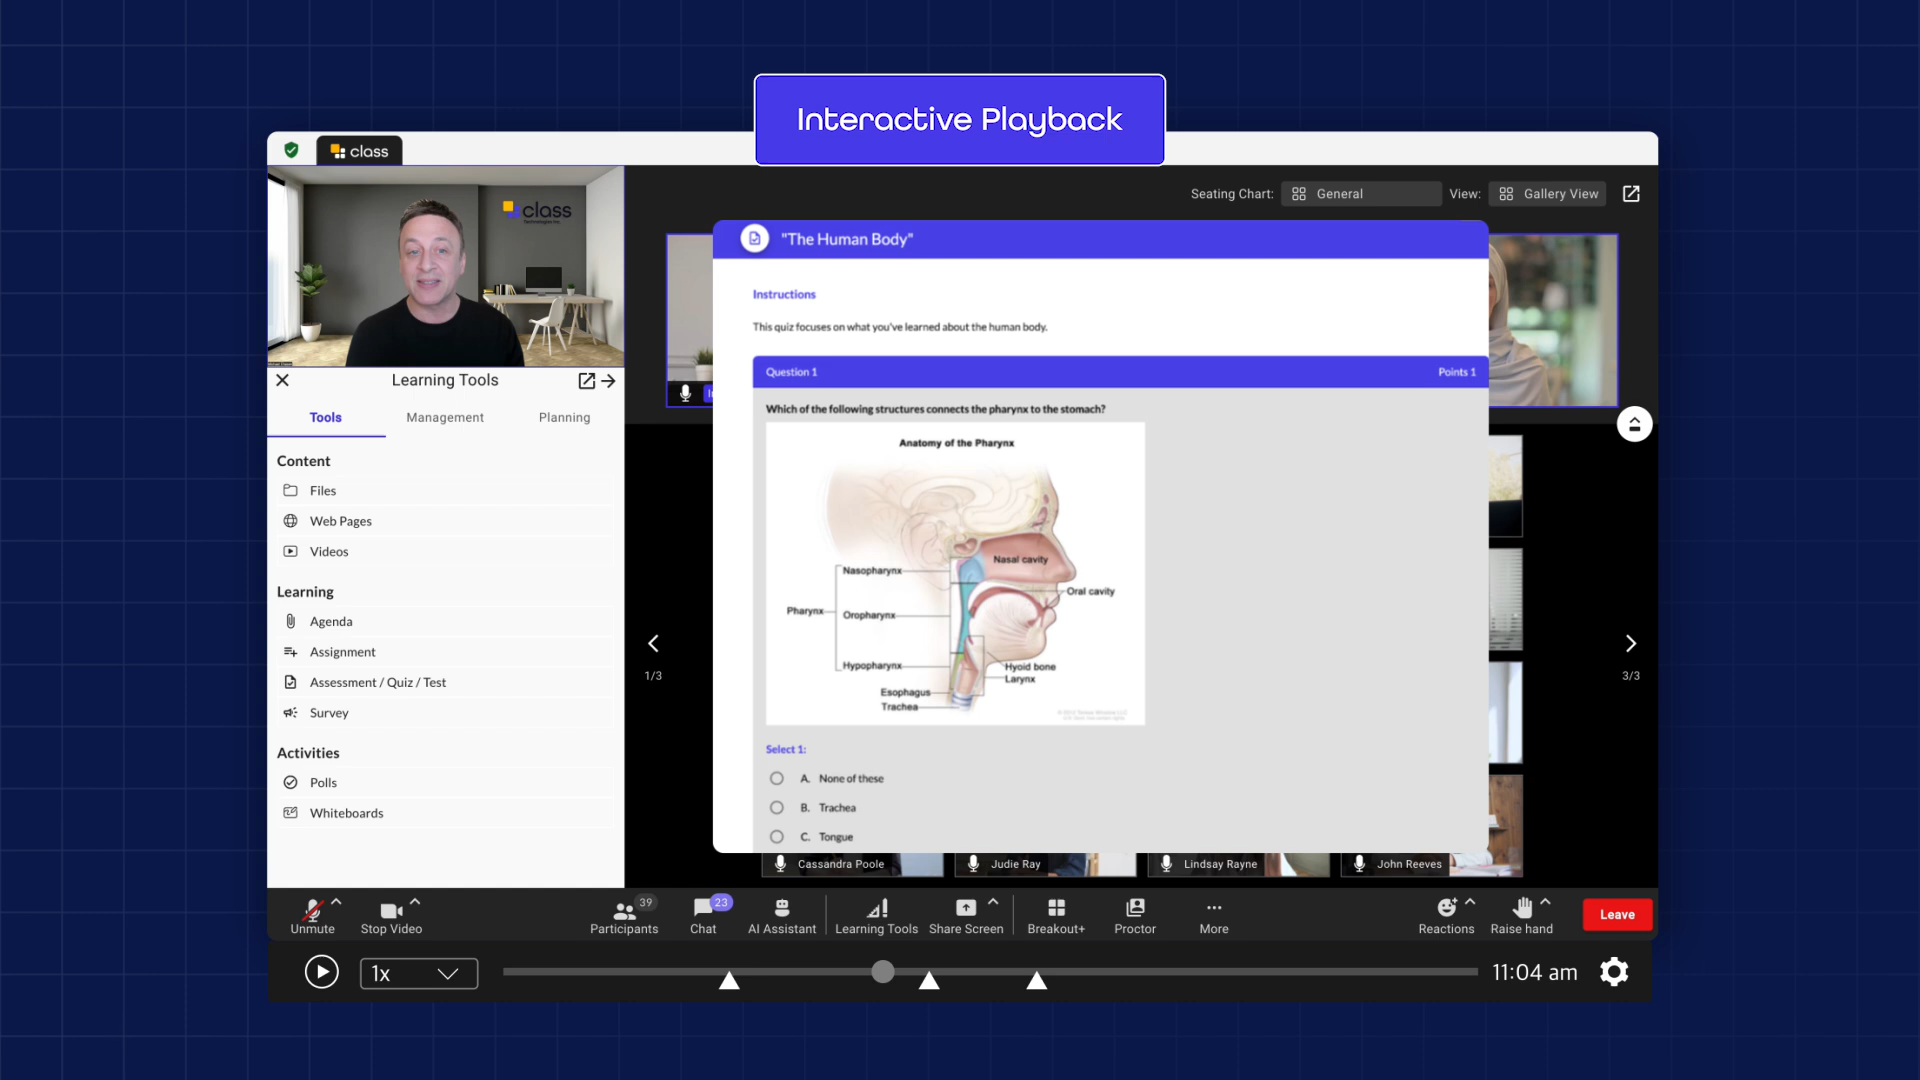 Interactive Playback
class
class
Seating Chart:
General
View:
Gallery View
"The Human Body"
Instructions
This quiz focuses on what you've learned about the human body.
Question 1
Points 1
Which of the following structures connects the pharynx to the stomach?
Anatomy of the Pharynx
Nasal cavity
Nasopharynx
Oral cavity
Pharynx
Oropharynx
Hypopharynx
Hyoid bone
Larynx
Esophagus
Trachea
Select 1:
A. None of these
B. Trachea
C. Tongue
Learning Tools
Tools
Management
Planning
Content
Files
Web Pages
Videos
Learning
Agenda
Assignment
Assessment / Quiz / Test
Survey
Activities
Polls
Whiteboards
1/3
3/3
Cassandra Poole
Judie Ray
Lindsay Rayne
John Reeves
Unmute
Stop Video
39
Participants
23
Chat
AI Assistant
Learning Tools
Share Screen
Breakout+
Proctor
More
Reactions
Raise hand
Leave
1x
11:04 am